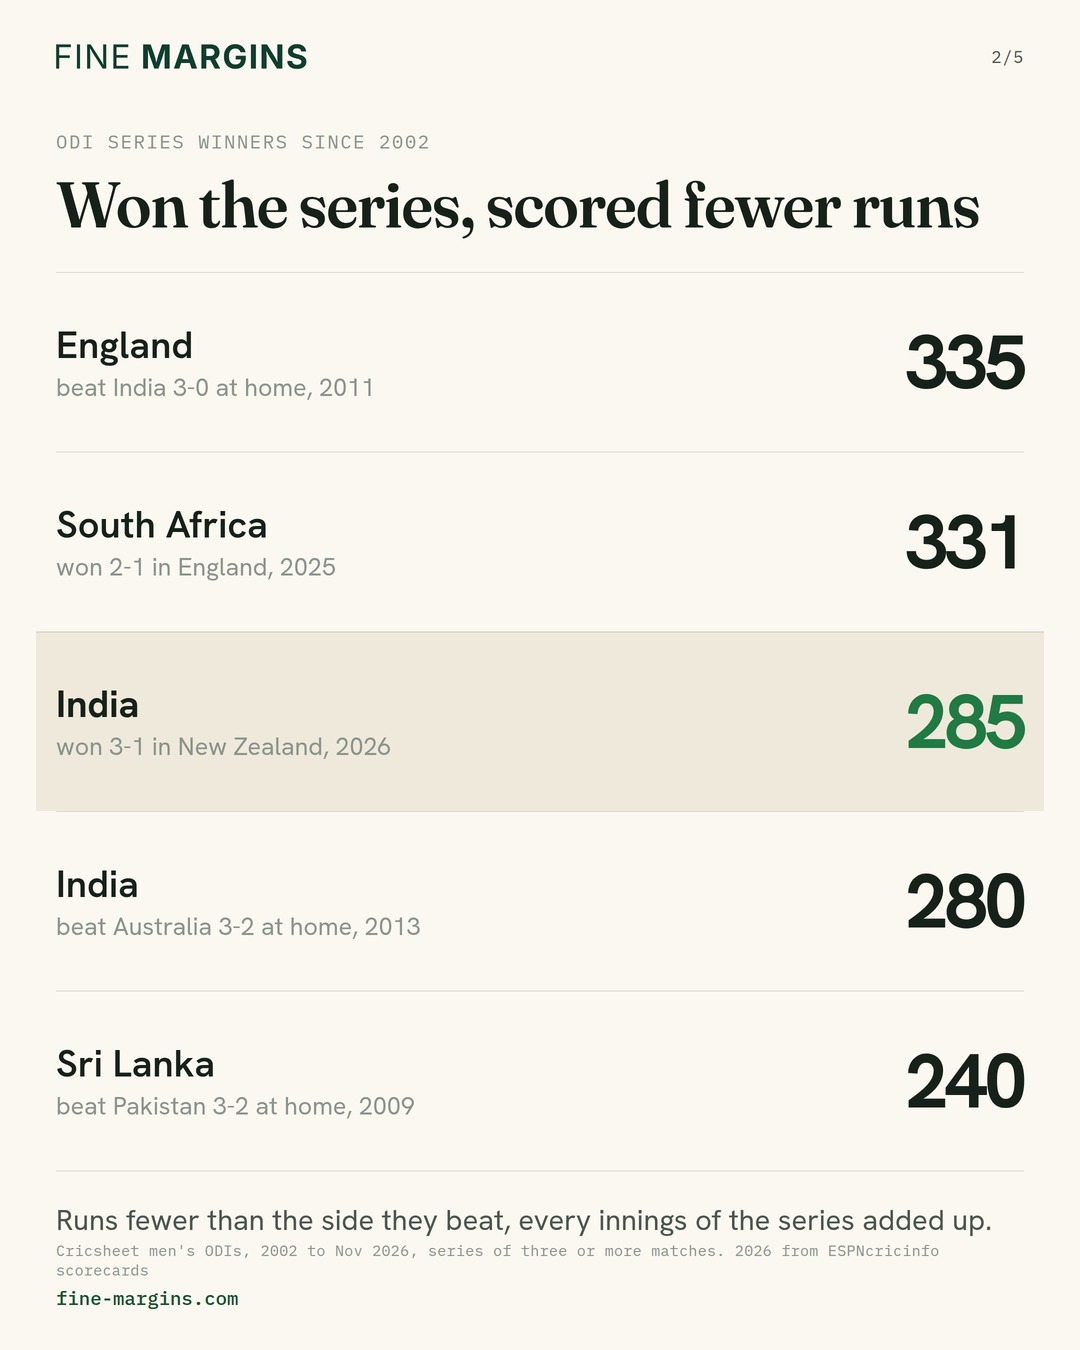 FINE MARGINS
2/5
ODI SERIES WINNERS SINCE 2002
Won the series, scored fewer runs
England
335
beat India 3-0 at home, 2011
South Africa
331
won 2-1 in England, 2025
India
285
won 3-1 in New Zealand, 2026
India
280
beat Australia 3-2 at home, 2013
Sri Lanka
240
beat Pakistan 3-2 at home, 2009
Runs fewer than the side they beat, every innings of the series added up.
Cricsheet men's ODIs, 2002 to Nov 2026, series of three or more matches. 2026 from ESPNcricinfo
scorecards
fine-margins.com